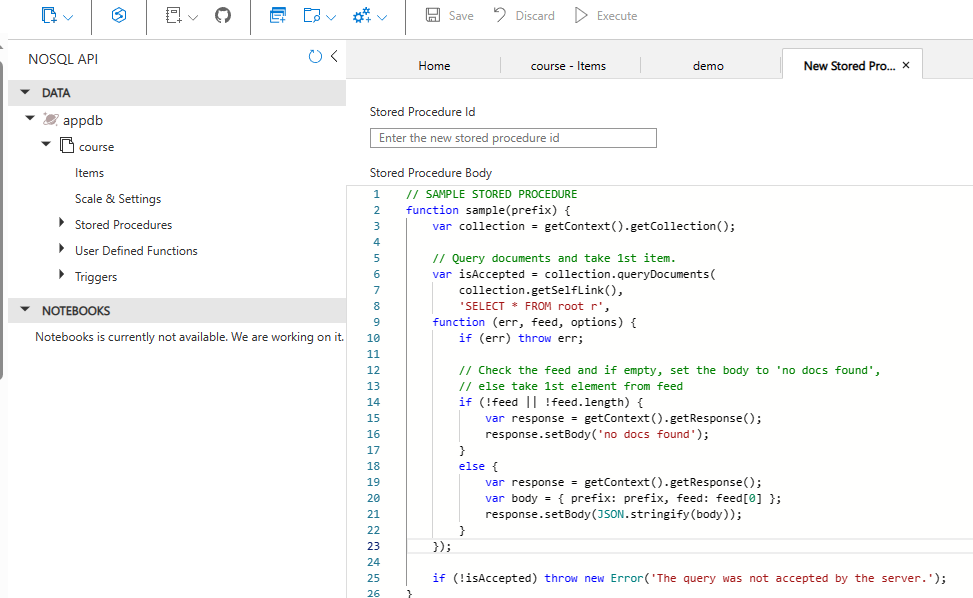 Save Discard Execute
NOSQL API
DATA
appdb
course
Items
Scale & Settings
Stored Procedures
User Defined Functions
Triggers
NOTEBOOKS
Notebooks is currently not available. We are working on it.
Home course - Items demo New Stored Pro... ×
Stored Procedure Id
Enter the new stored procedure id
Stored Procedure Body
1 // SAMPLE STORED PROCEDURE
2 function sample(prefix) {
3 var collection = getContext().getCollection();
4
5 // Query documents and take 1st item.
6 var isAccepted = collection.queryDocuments(
7 collection.getSelfLink(),
8 'SELECT * FROM root r',
9 function (err, feed, options) {
10 if (err) throw err;
11
12 // Check the feed and if empty, set the body to 'no docs found',
13 // else take 1st element from feed
14 if (!feed || !feed.length) {
15 var response = getContext().getResponse();
16 response.setBody('no docs found');
17 }
18 else {
19 var response = getContext().getResponse();
20 var body = { prefix: prefix, feed: feed[0] };
21 response.setBody(JSON.stringify(body));
22 }
23 });
24
25 if (!isAccepted) throw new Error('The query was not accepted by the server.');
26 }